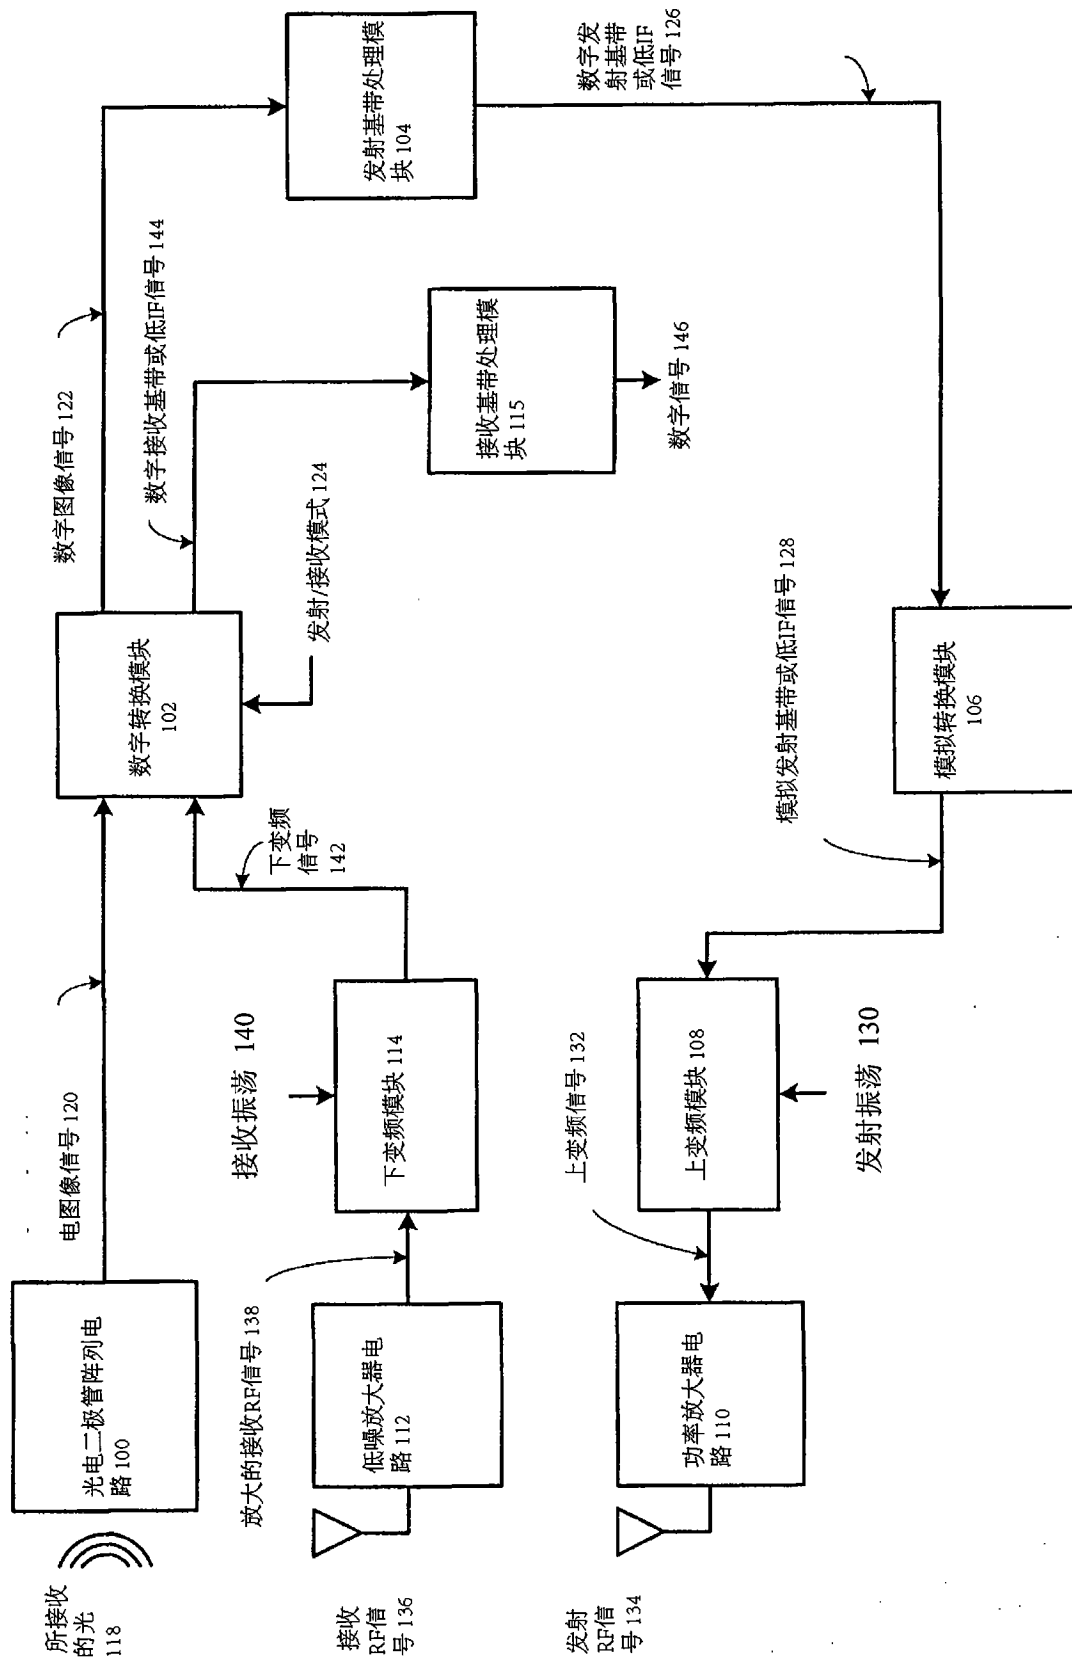 所接收
的光
118
光电二极管阵列电
路 100
电图像信号 120
数字转换模块
102
数字图像信号 122
发射基带处理模
块 104
数字接收基带或低IF信号 144
发射/接收模式 124
接收基带处理模
块 115
数字信号 146
数字发
射基带
或低IF
信号 126
接收
RF信
号 136
低噪放大器电
路 112
放大的接收RF信号 138
接收振荡 140
下变频模块 114
下变频
信号
142
发射
RF信
号 134
功率放大器电
路 110
上变频信号 132
上变频模块 108
发射振荡 130
模拟发射基带或低IF信号 128
模拟转换模块
106